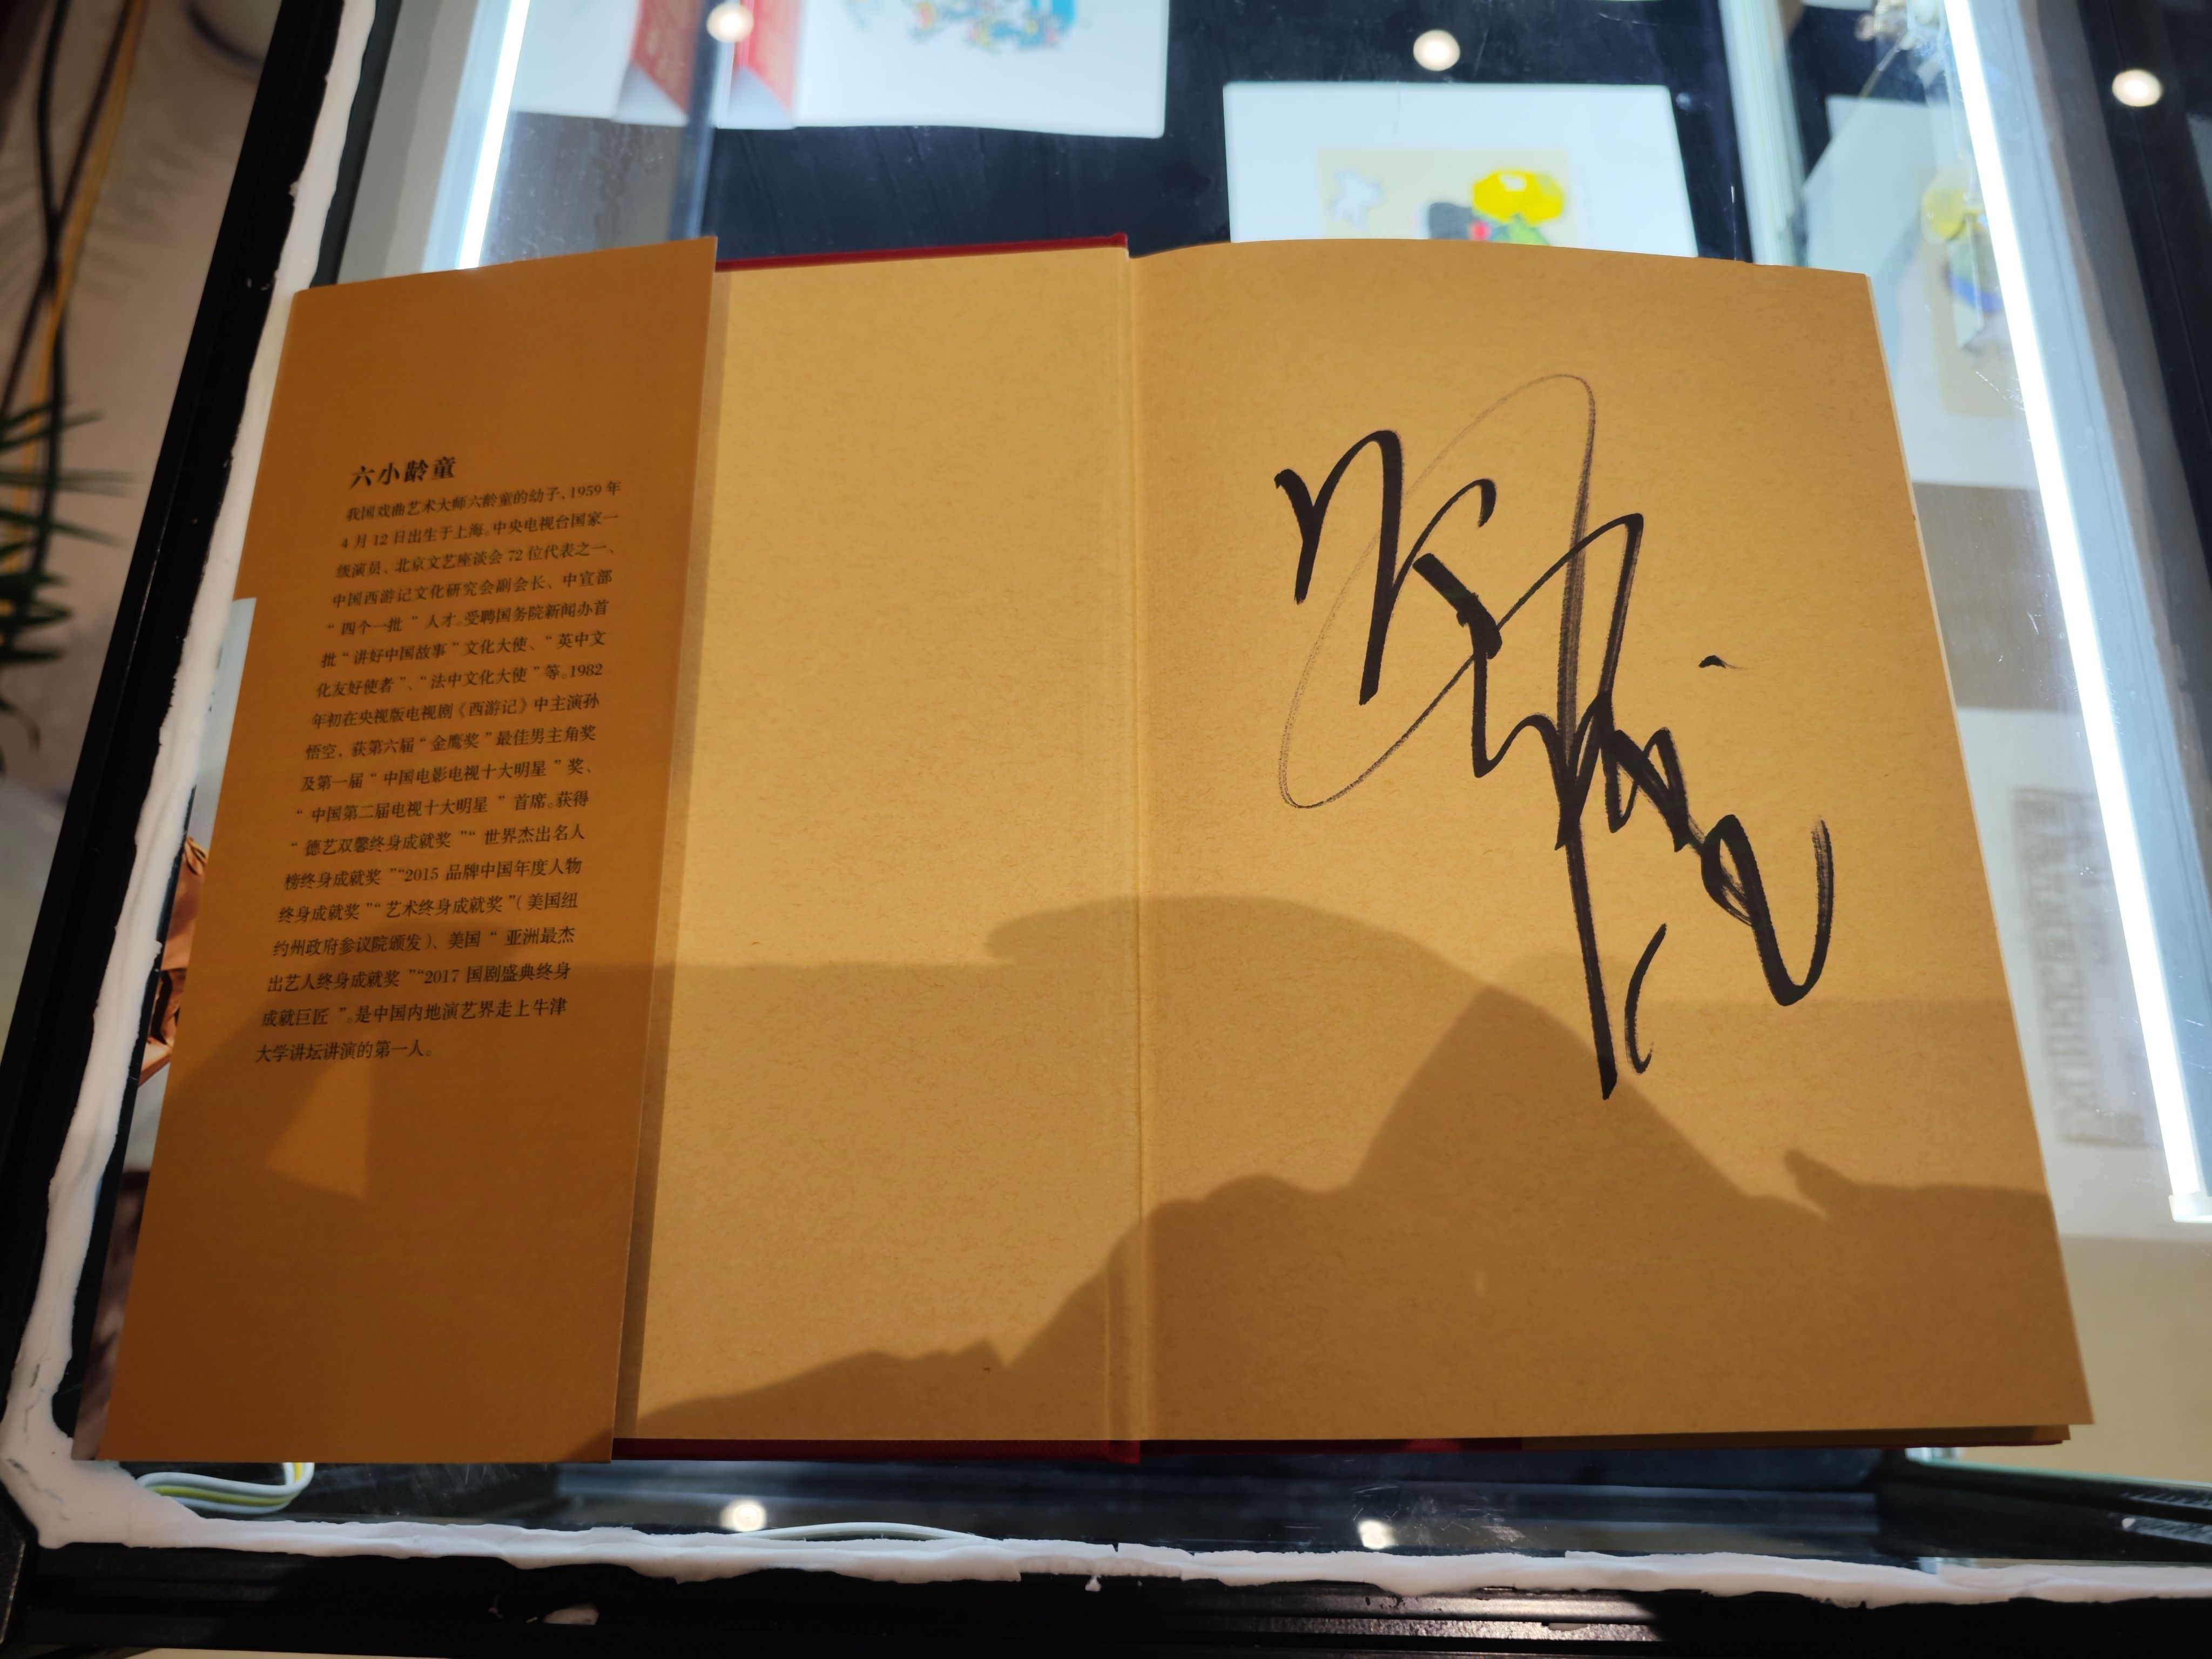 六小龄童
我国戏曲艺术大师六龄童的幼子、1959 年
4 月 12 日出生于上海。中央电视台国家一
级演员、北京文艺座谈会 72 位代表之一、
中国西游记文化研究会副会长、中宣部
“ 四个一批 ” 人才。受聘国务院新闻办首
批“ 讲好中国故事 ” 文化大使、“ 英中文
化友好使者 ”、“ 法中文化大使 ” 等。1982
年初在央视版电视剧《西游记》中主演孙
悟空，获第六届“ 金鹰奖 ” 最佳男主角奖
及第一届 “ 中国电影电视十大明星 ” 奖、
“ 中国第二届电视十大明星 ” 首席。获得
“ 德艺双馨终身成就奖 ”“ 世界杰出名人
榜终身成就奖 ”“2015 品牌中国年度人物
终身成就奖 ”“ 艺术终身成就奖 ”（ 美国纽
约州政府参议院颁发）、美国 “ 亚洲最杰
出艺人终身成就奖 ”“2017 国剧盛典终身
成就巨匠 ”。是中国内地演艺界走上牛津
大学讲坛讲演的第一人。